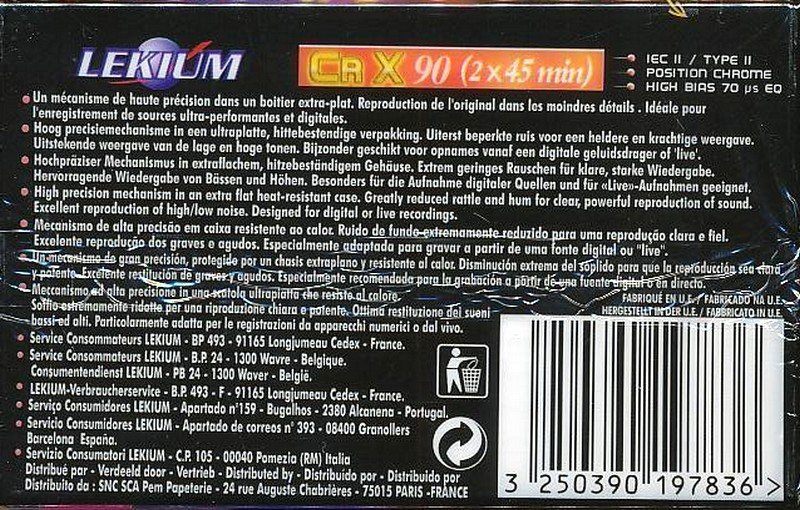 LEKIUM
CR X 90 (2x45 min)
IEC II / TYPE II
POSITION CHROME
HIGH BIAS 70 µs EQ
• Un mécanisme de haute précision dans un boitier extra-plat. Reproduction de l'original dans les moindres détails . Idéale pour
l'enregistrement de sources ultra-performantes et digitales.
• Hoog precisiemechanisme in een ultraplatte, hittebestendige verpakking. Uiterst beperkte ruis voor een heldere en krachtige weergave.
Uitstekende weergave van de lage en hoge tonen. Bijzonder geschikt voor opnames vanaf een digitale geluidsdrager of 'live'.
• Hochpräziser Mechanismus in extraflachem, hitzebeständigem Gehäuse. Extrem geringes Rauschen für klare, starke Wiedergabe.
Hervorragende Wiedergabe von Bässen und Höhen. Besonders für die Aufnahme digitaler Quellen und für «Live»-Aufnahmen geeignet.
• High precision mechanism in an extra flat heat-resistant case. Greatly reduced rattle and hum for clear, powerful reproduction of sound.
Excellent reproduction of high/low noise. Designed for digital or live recordings.
• Mecanismo de alta precisão em caixa resistente ao calor. Ruido de fundo extremamente reduzido para uma reprodução clara e fiel.
Excelente reprodução dos graves e agudos. Especialmente adaptada para gravar a partir de uma fonte digital ou "live".
• Un mecanismo de gran precisión, protegido por un chasis extraplano y resistente al calor. Disminución extrema del soplido para que la reproducción sea clara
y potente. Excelente restitución de graves y agudos. Especialmente recomendada para la grabación a partir de una fuente digital o en directo.
• Meccanismo ad alta precisione in una scatola ultrapiatta che resiste al calore.
Soffio estremamente ridotto per una riproduzione chiara e potente. Ottima restituzione dei suoni
bassi ed alti. Particolarmente adatta per le registrazioni da apparecchi numerici o dal vivo.
FABRIQUÉ EN U.E. / FABRICADO NA U.E.
HERGESTELLT IN DER U.E. / FABBRICATO IN U.E.
• Service Consommateurs LEKIUM - BP 493 - 91165 Longjumeau Cedex - France.
• Service Consommateurs LEKIUM - B.P. 24 - 1300 Wavre - Belgique.
Consumentendienst LEKIUM - PB 24 - 1300 Waver - België.
• LEKIUM-Verbraucherservice - B.P. 493 - F - 91165 Longjumeau Cedex - France.
• Serviço Consumidores LEKIUM - Apartado n°159 - Bugalhos - 2380 Alcanena - Portugal.
• Servicio Consumidores LEKIUM - Apartado de correos n° 393 - 08400 Granollers
Barcelona España.
• Servizio Consumatori LEKIUM - C.P. 105 - 00040 Pomezia (RM) Italia
Distribué par - Verdeeld door - Vertrieb - Distributed by - Distribuido por - Distribuido por
Distribuito da : SNC SCA Pem Papeterie - 24 rue Auguste Chabrières - 75015 PARIS -FRANCE
3 250390 197836 >